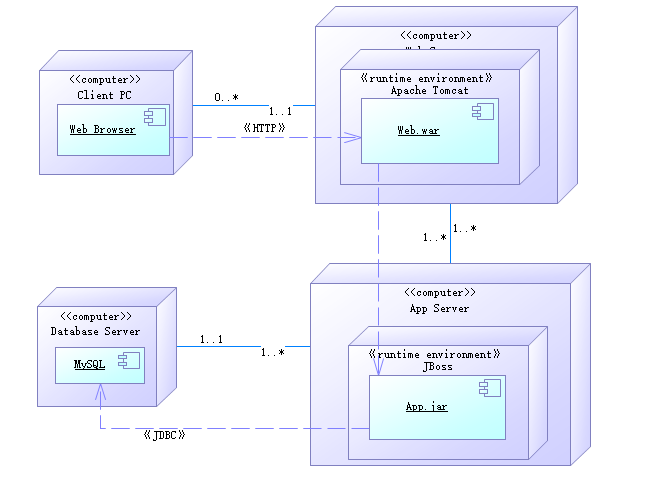 <<computer>>
Client PC
Web Browser
0..*
1..1
《HTTP》
<<computer>>
<<runtime environment>>
Apache Tomcat
Web.war
1..*
1..*
<<computer>>
Database Server
MySQL
1..1
1..*
《JDBC》
<<computer>>
App Server
<<runtime environment>>
JBoss
App.jar